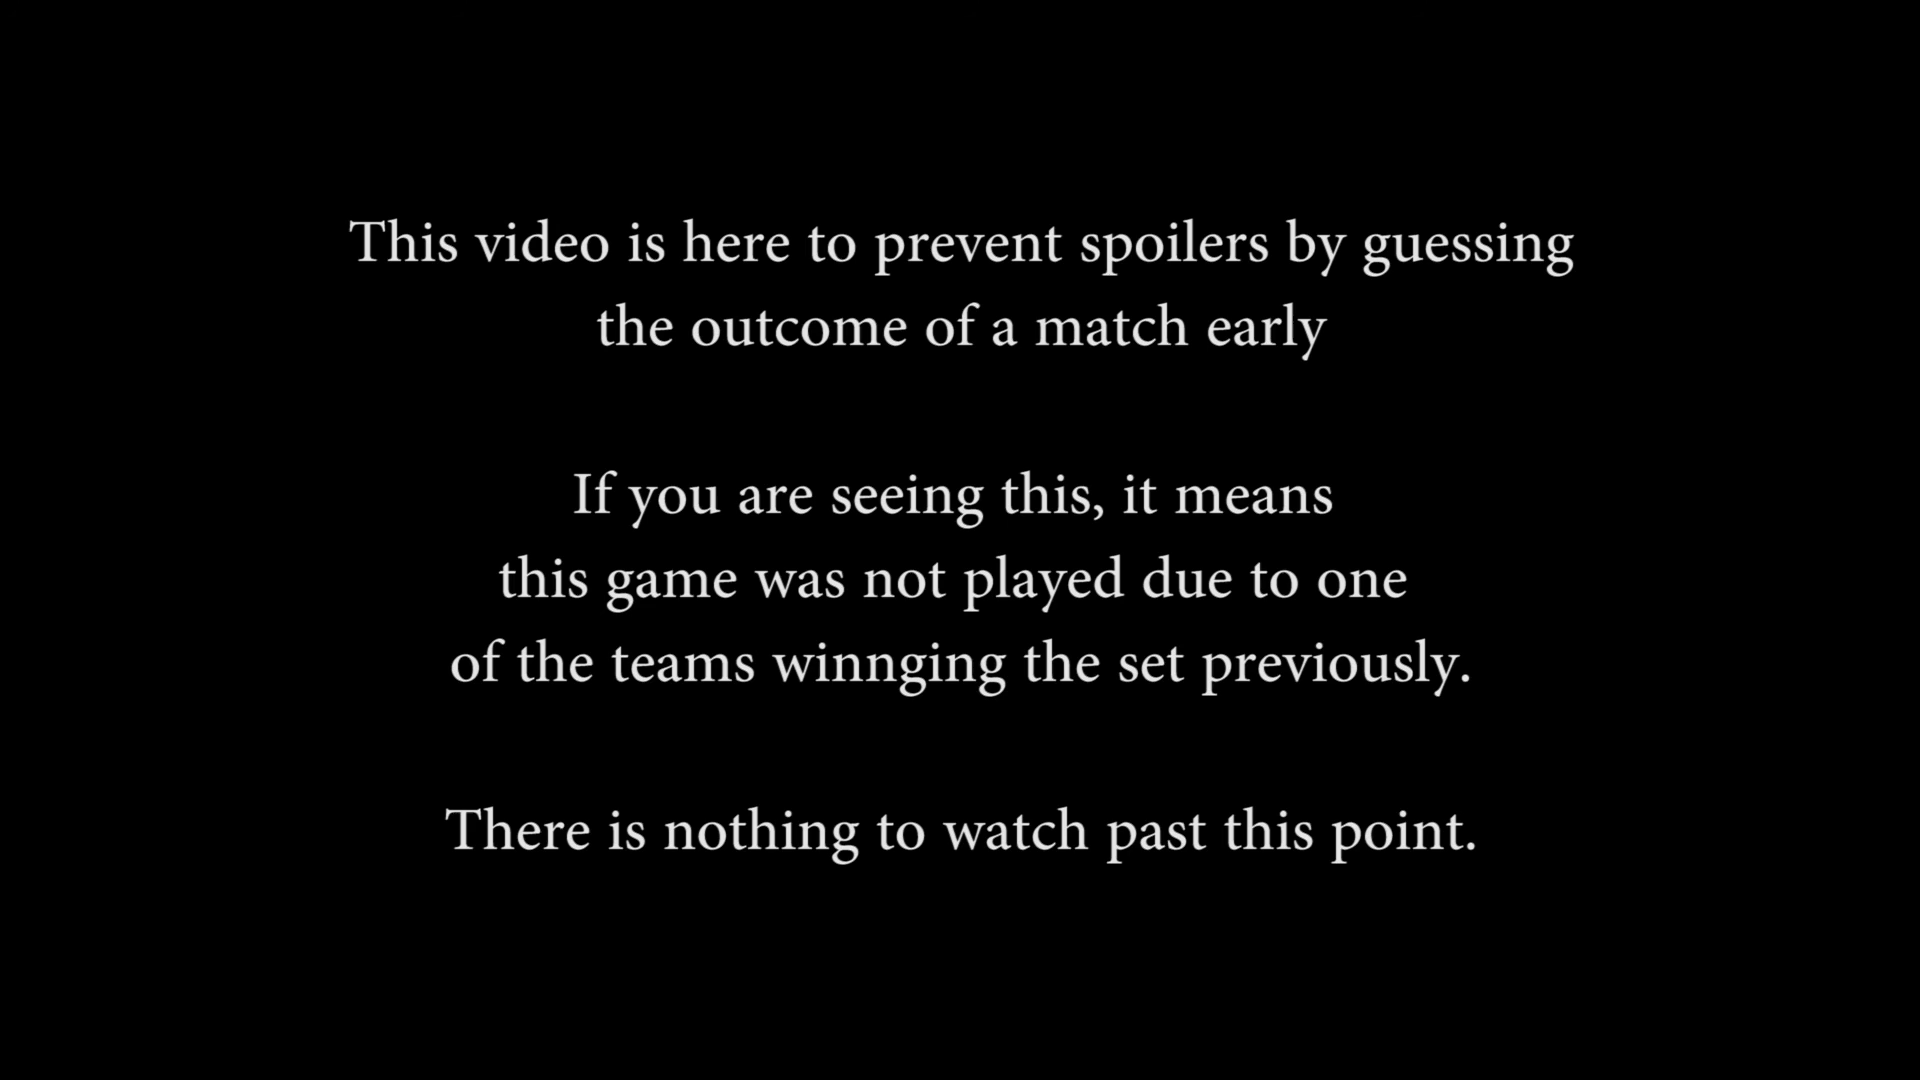 This video is here to prevent spoilers by guessing
the outcome of a match early
If you are seeing this, it means
this game was not played due to one
of the teams winnging the set previously.
There is nothing to watch past this point.